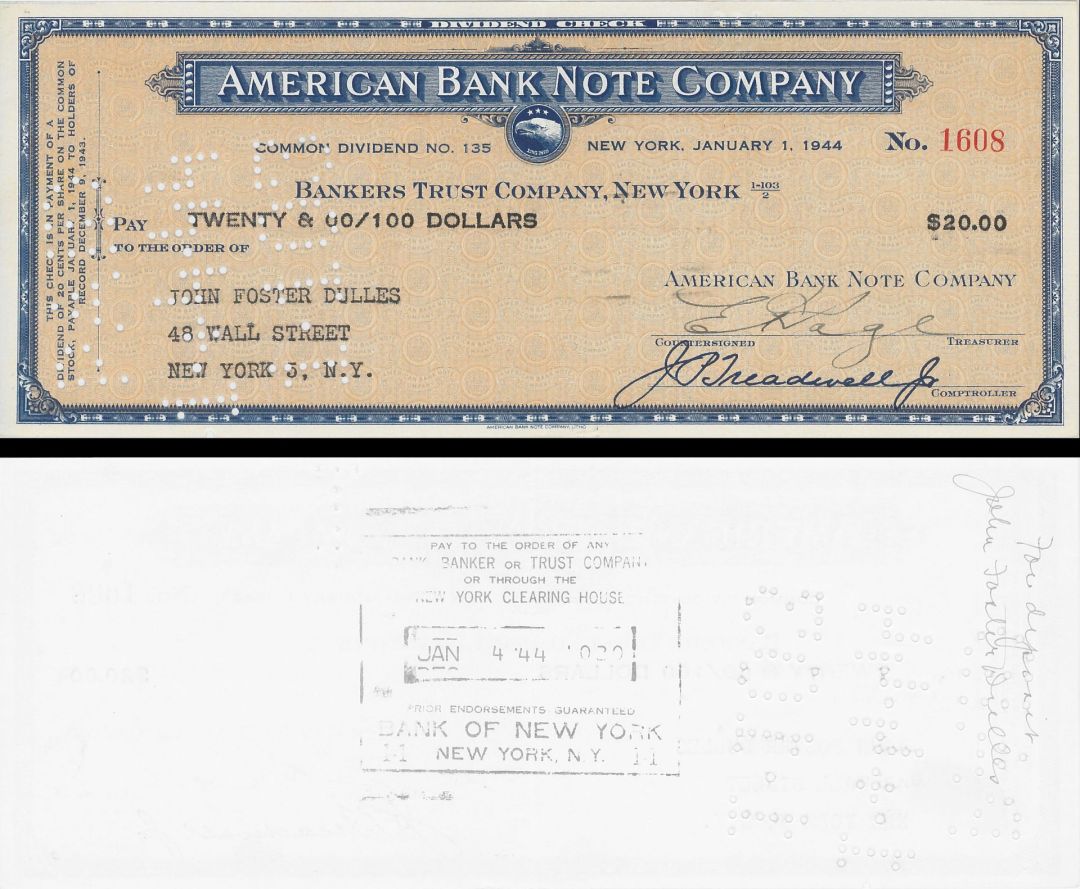 DIVIDEND CHECK
AMERICAN BANK NOTE COMPANY
COMMON DIVIDEND NO. 135
NEW YORK, JANUARY 1, 1944
No. 1608
BANKERS TRUST COMPANY, NEW YORK 1-103/2
THIS CHECK IS IN PAYMENT OF A
DIVIDEND OF 20 CENTS PER SHARE ON THE COMMON
STOCK, PAYABLE JANUARY 1, 1944 TO HOLDERS OF
RECORD DECEMBER 9, 1943.
PAY TWENTY & 00/100 DOLLARS $20.00
TO THE ORDER OF
JOHN FOSTER DULLES
48 WALL STREET
NEW YORK 5, N.Y.
AMERICAN BANK NOTE COMPANY
COUNTERSIGNED TREASURER
J P Treadwell Jr
COMPTROLLER
AMERICAN BANK NOTE COMPANY, LITHO.
PAY TO THE ORDER OF ANY
BANK, BANKER OR TRUST COMPANY
OR THROUGH THE
NEW YORK CLEARING HOUSE
JAN 4 '44
PRIOR ENDORSEMENTS GUARANTEED
BANK OF NEW YORK
11 NEW YORK, N.Y. 11
For deposit
John Foster Dulles